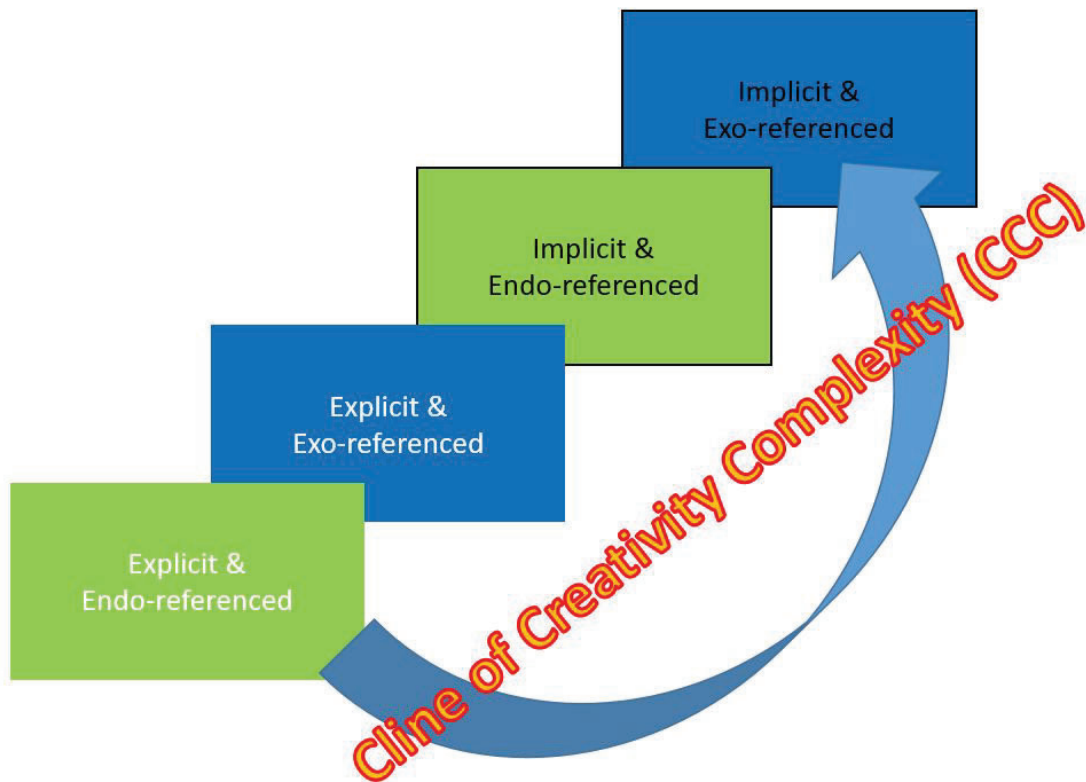 Implicit &
Exo-referenced
Implicit &
Endo-referenced
Explicit &
Exo-referenced
Explicit &
Endo-referenced
Cline of Creativity Complexity (CCC)